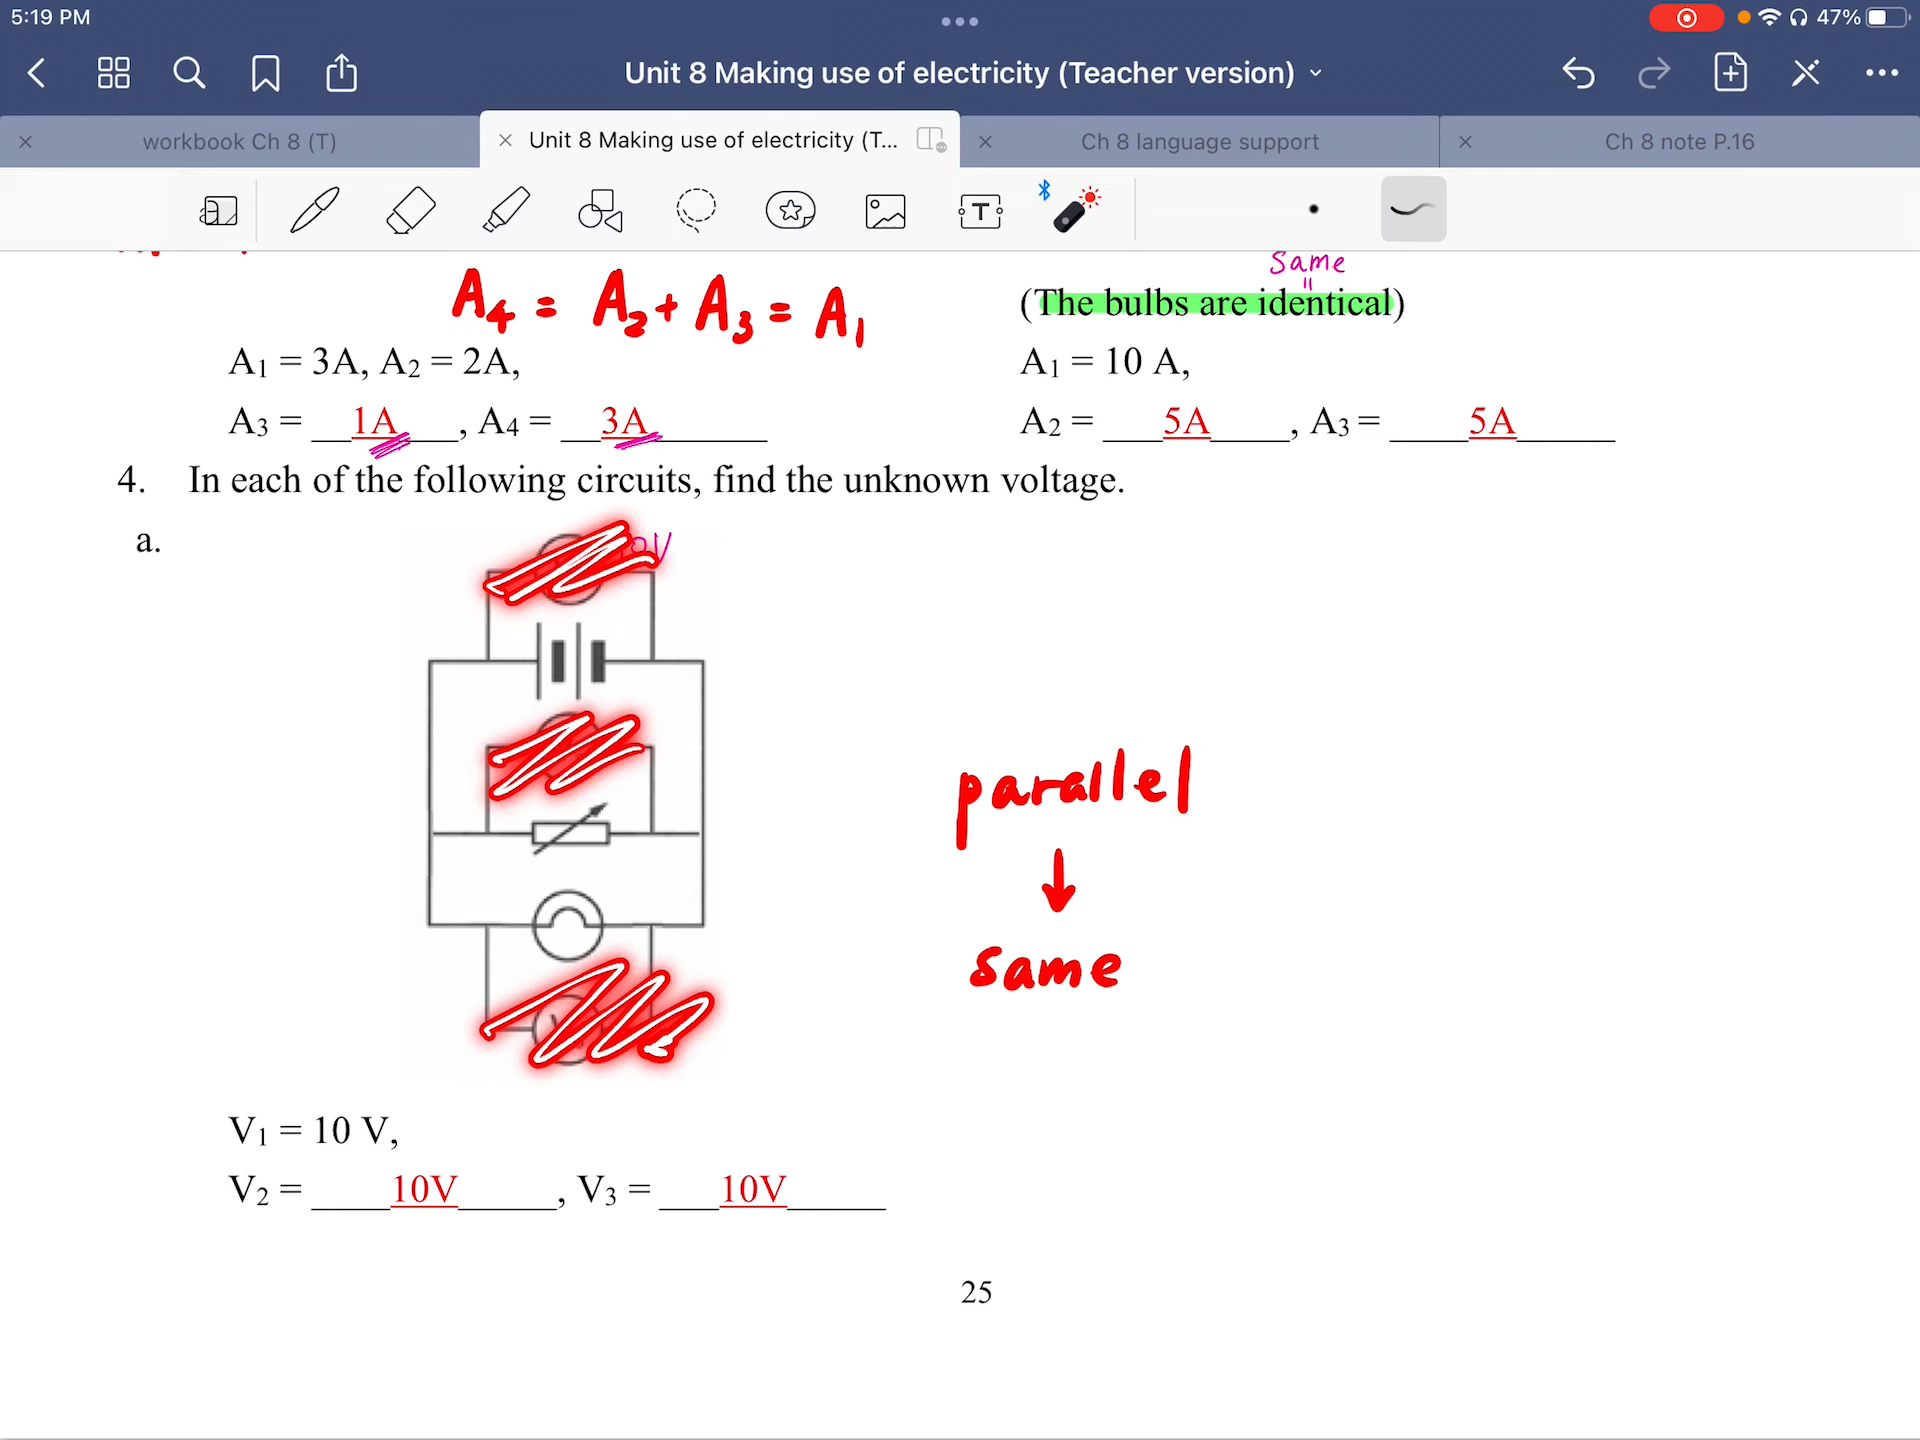 5:19 PM
47%
Unit 8 Making use of electricity (Teacher version)
workbook Ch 8 (T)
Unit 8 Making use of electricity (T...
Ch 8 language support
Ch 8 note P.16
A4 = A2 + A3 = A1
Same
(The bulbs are identical)
A1 = 3A, A2 = 2A,
A1 = 10 A,
A3 = 1A, A4 = 3A
A2 = 5A, A3 = 5A
4. In each of the following circuits, find the unknown voltage.
a.
parallel
same
V1 = 10 V,
V2 = 10V, V3 = 10V
25